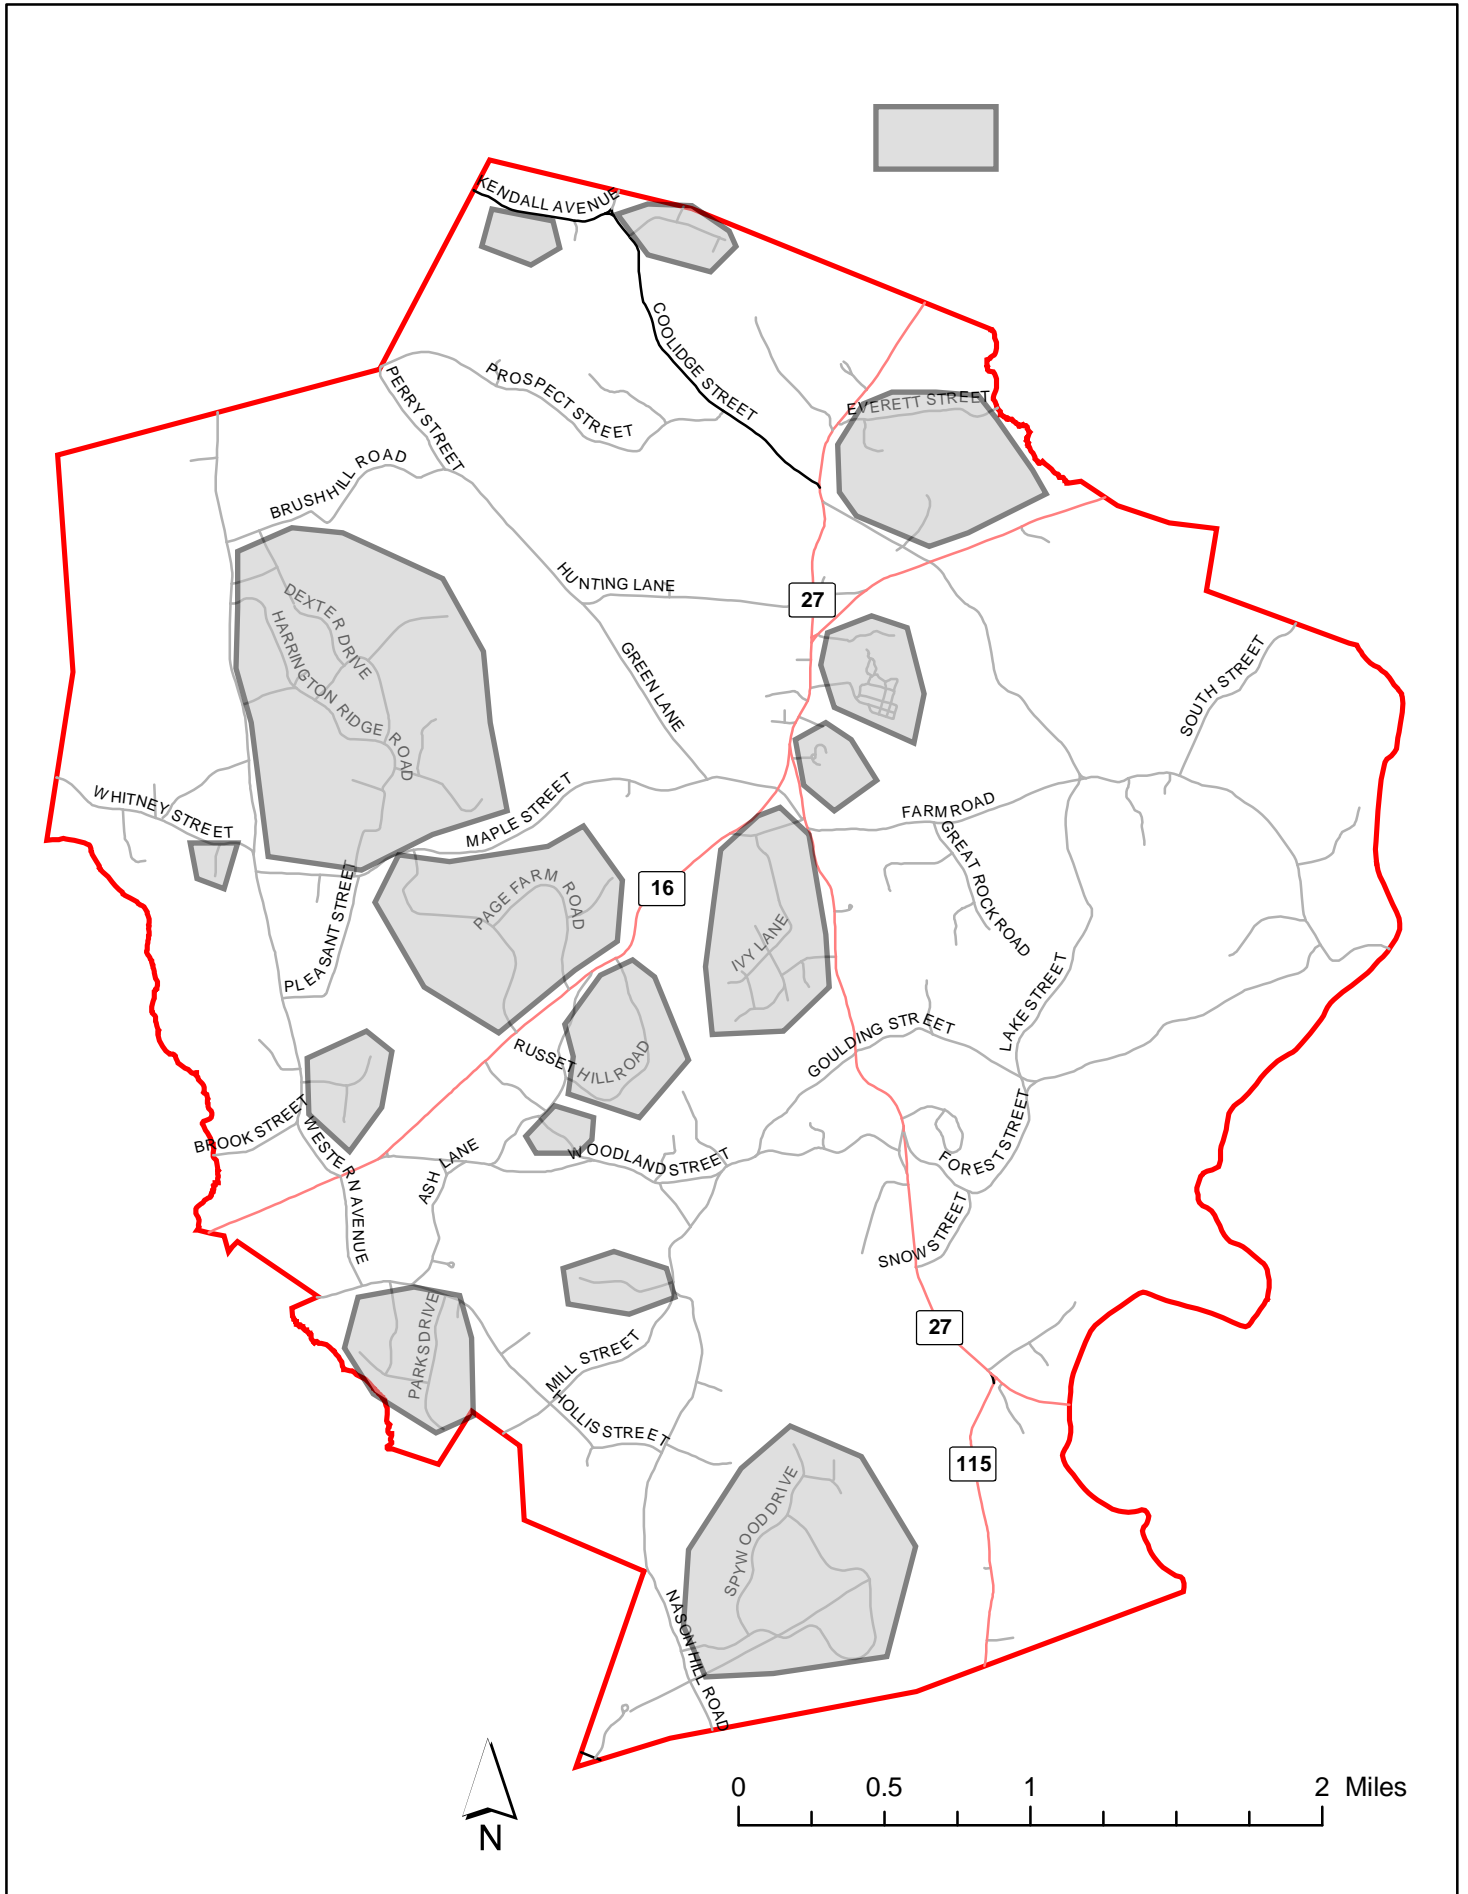 KENDALL AVENUE
COOLIDGE STREET
PERRY STREET
PROSPECT STREET
EVERETT STREET
BRUSH HILL ROAD
HUNTING LANE
27
DEXTER DRIVE
HARRINGTON RIDGE ROAD
GREEN LANE
SOUTH STREET
WHITNEY STREET
MAPLE STREET
FARM ROAD
GREAT ROCK ROAD
16
PAGE FARM ROAD
IVY LANE
PLEASANT STREET
LAKE STREET
GOULDING STREET
RUSSET HILL ROAD
BROOK STREET
WESTERN AVENUE
ASH LANE
WOODLAND STREET
FOREST STREET
SNOW STREET
27
PARKS DRIVE
MILL STREET
HOLLIS STREET
115
SPYWOOD DRIVE
NASON HILL ROAD
N
0 0.5 1 2 Miles